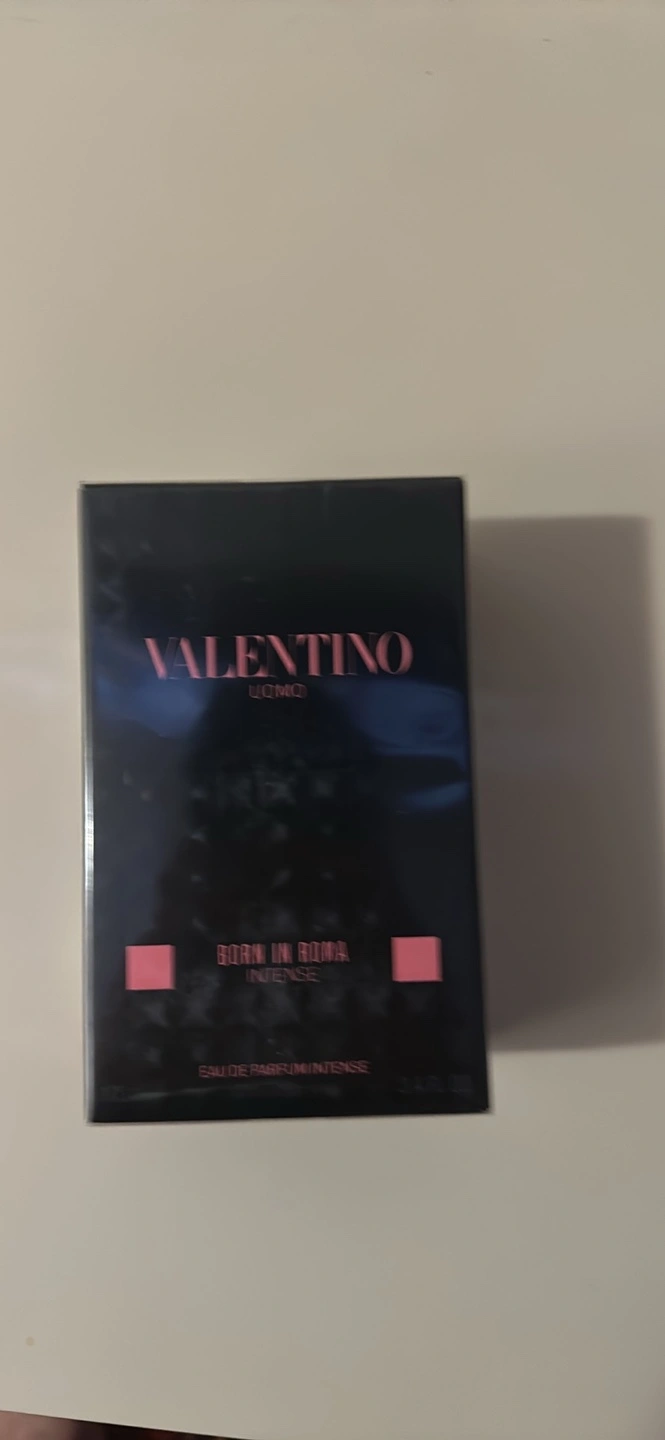 VALENTINO
UOMO
BORN IN ROMA
INTENSE
EAU DE PARFUM INTENSE